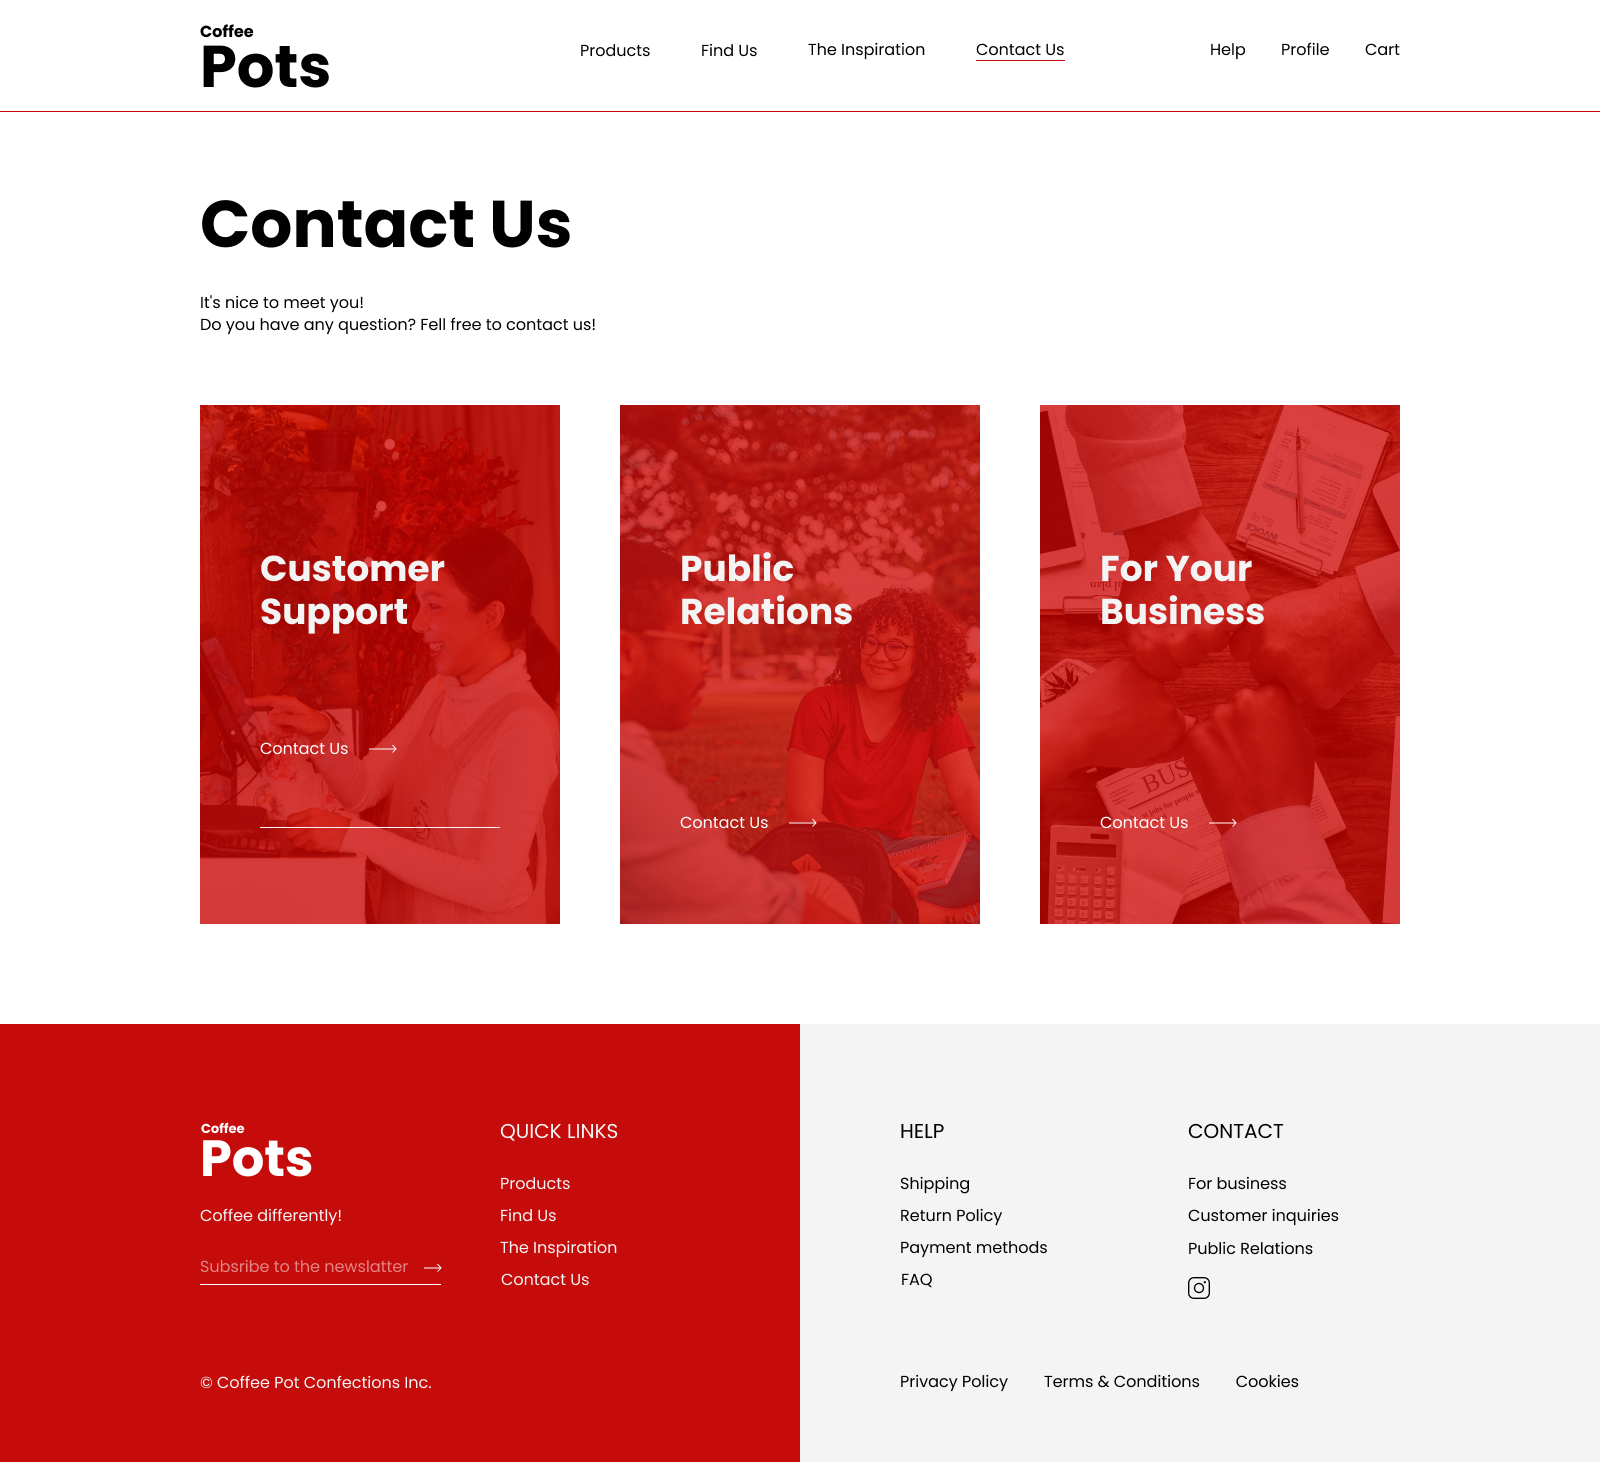 Coffee
Pots
Products
Find Us
The Inspiration
Contact Us
Help
Profile
Cart
Contact Us
It's nice to meet you!
Do you have any question? Fell free to contact us!
Customer
Support
Contact Us
Public
Relations
Contact Us
For Your
Business
Contact Us
BUS
Coffee
Pots
Coffee differently!
Subsribe to the newslatter
QUICK LINKS
Products
Find Us
The Inspiration
Contact Us
HELP
Shipping
Return Policy
Payment methods
FAQ
CONTACT
For business
Customer inquiries
Public Relations
© Coffee Pot Confections Inc.
Privacy Policy
Terms & Conditions
Cookies